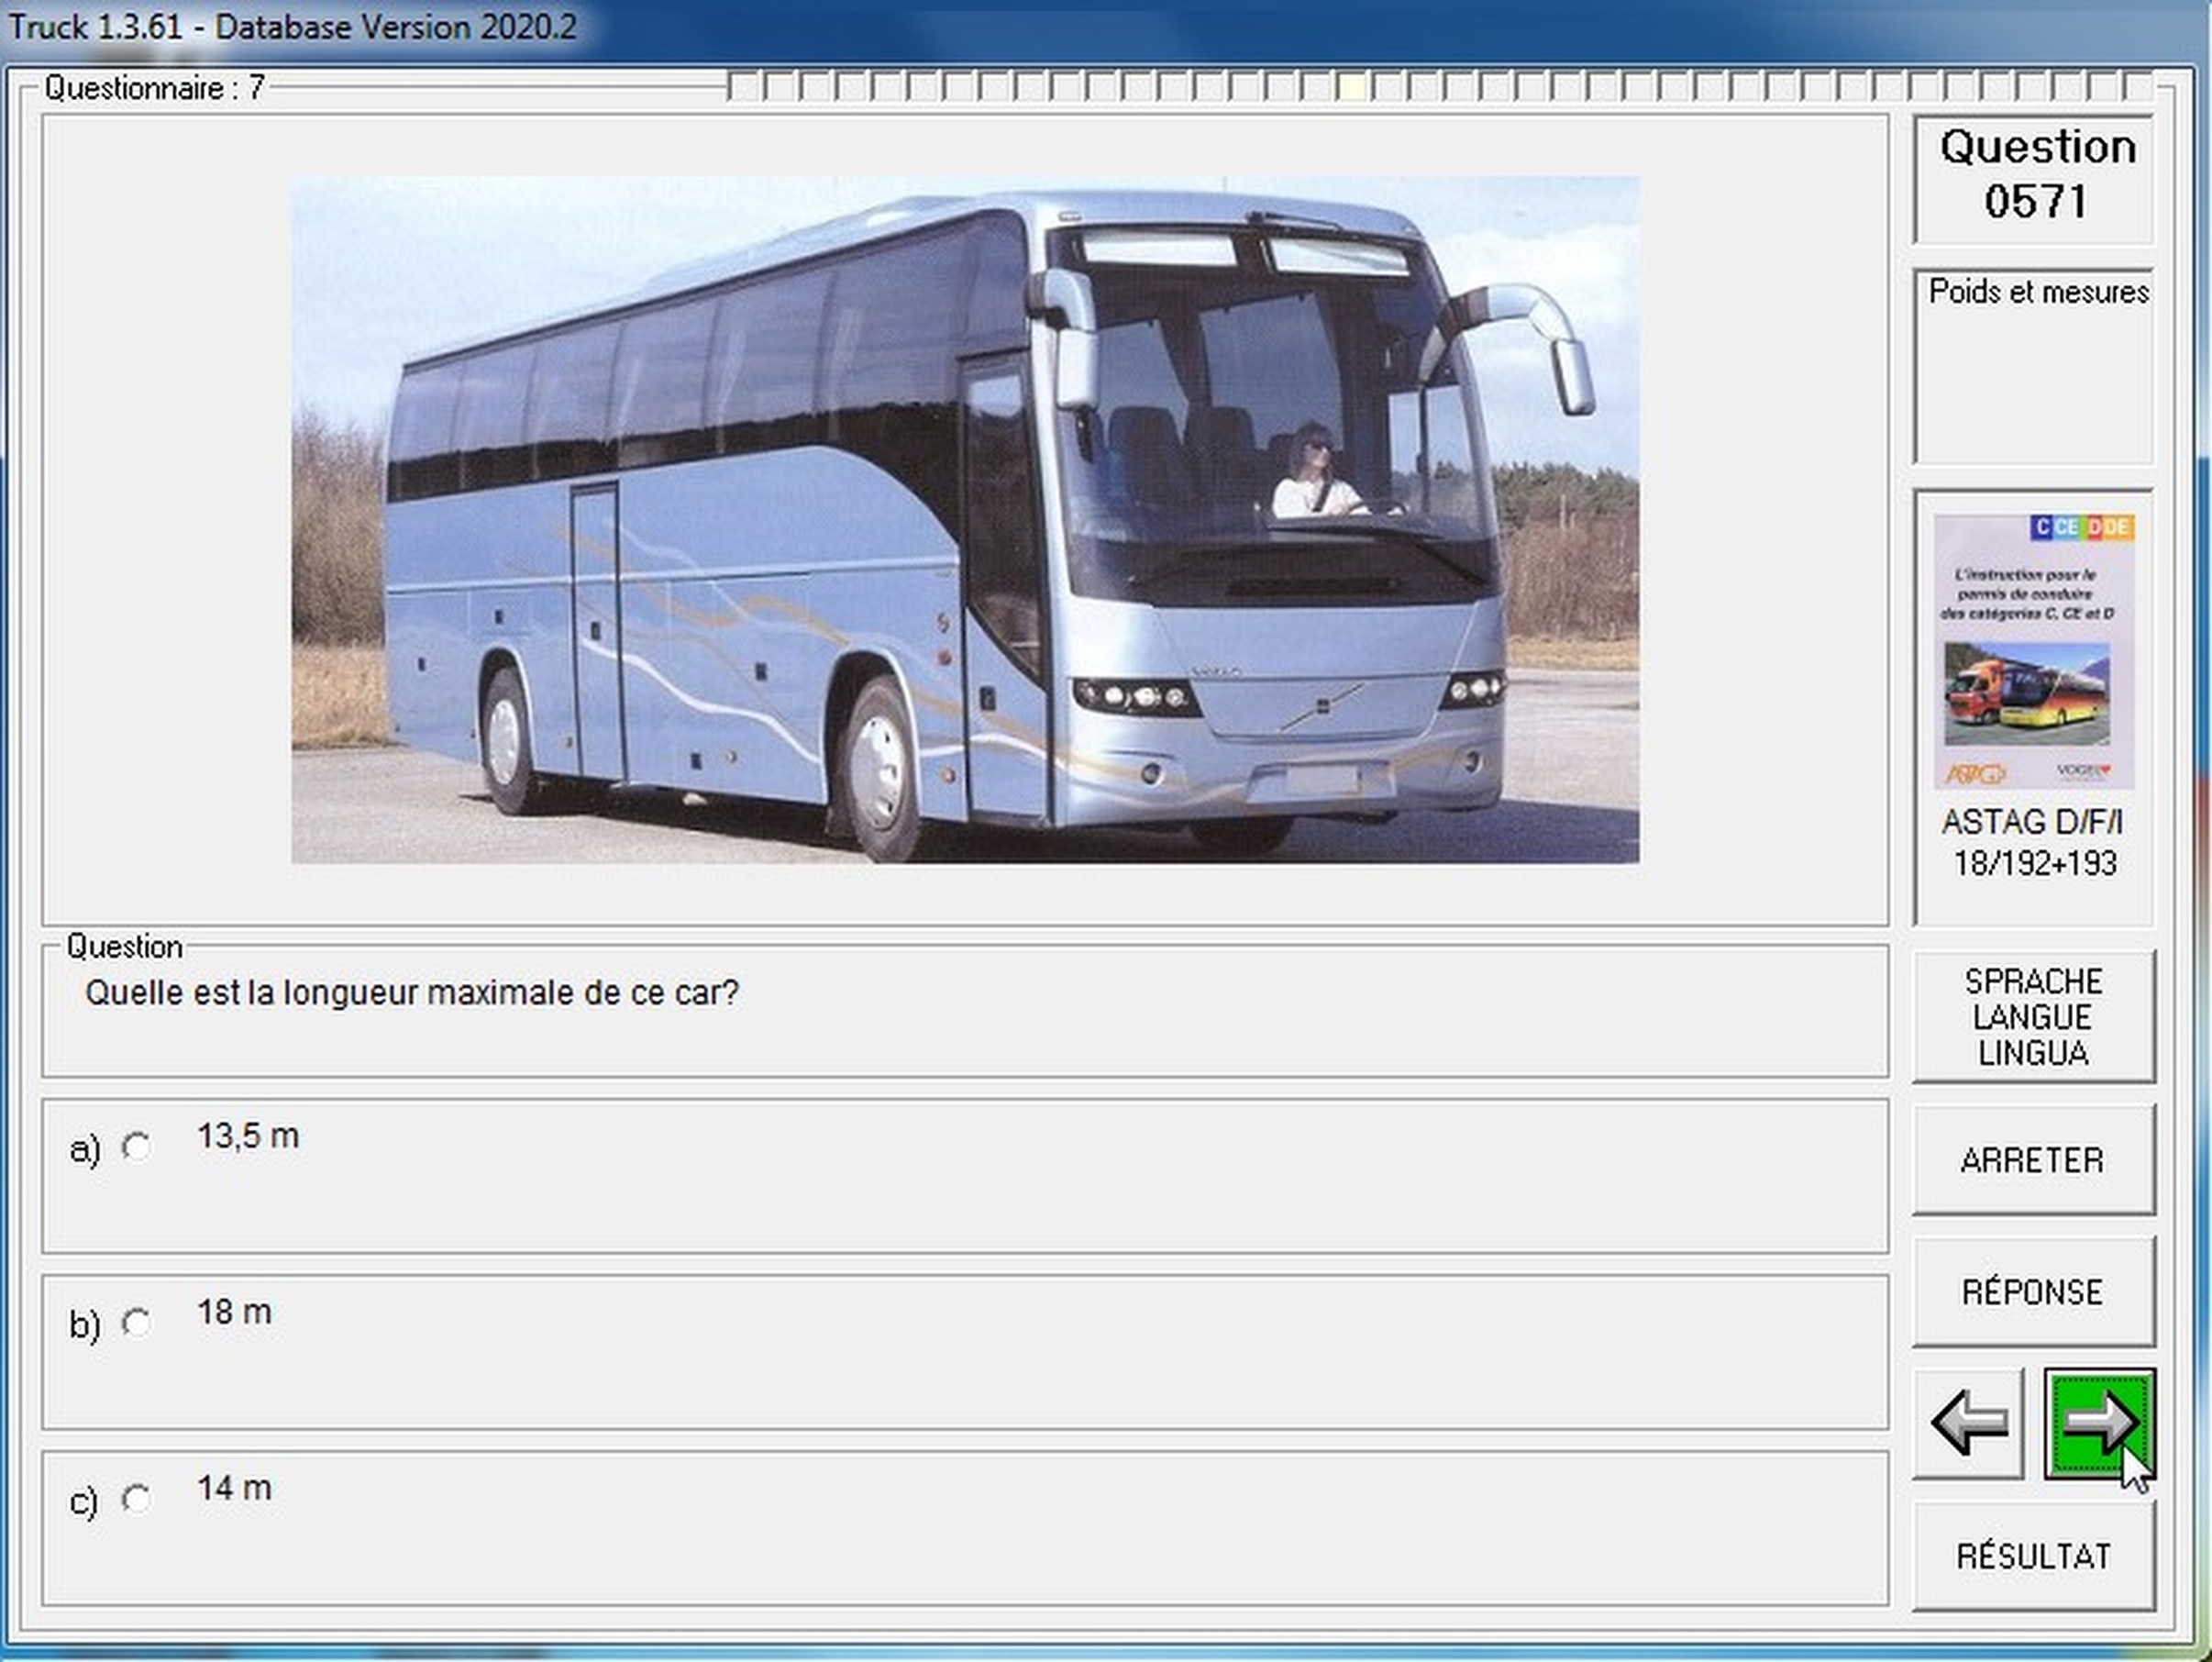 Truck 1.3.61 - Database Version 2020.2
Questionnaire : 7
Question
0571
Poids et mesures
C CE D DE
L'instruction pour le
permis de conduire
des catégories C, CE et D
ASTAG
VOGEL
ASTAG D/F/I
18/192+193
Question
Quelle est la longueur maximale de ce car?
SPRACHE
LANGUE
LINGUA
a) 13,5 m
ARRETER
b) 18 m
RÉPONSE
c) 14 m
RÉSULTAT